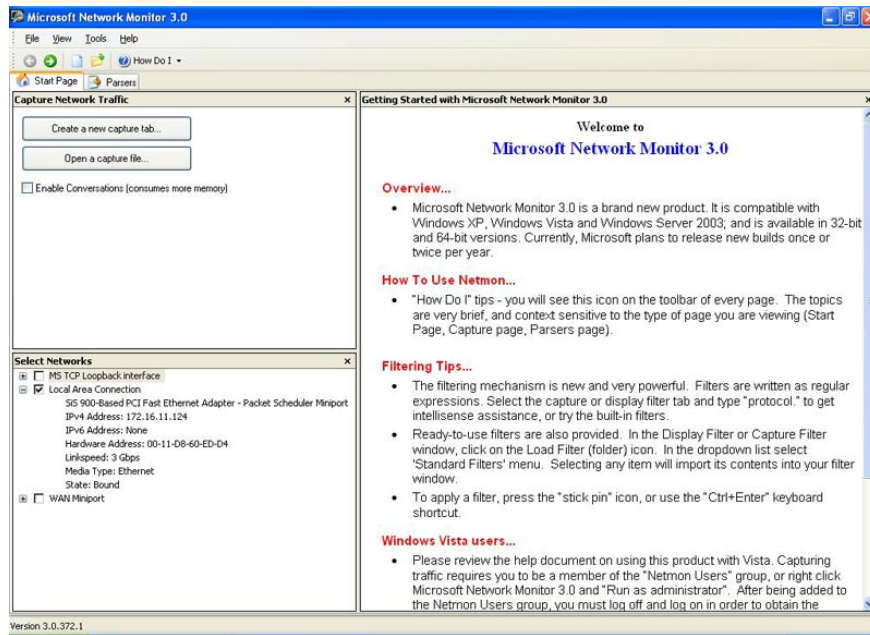 Microsoft Network Monitor 3.0
File View Tools Help
How Do I
Start Page Parsers
Capture Network Traffic
Create a new capture tab...
Open a capture file...
Enable Conversations (consumes more memory)
Select Networks
MS TCP Loopback interface
Local Area Connection
SiS 900-Based PCI Fast Ethernet Adapter - Packet Scheduler Miniport
IPv4 Address: 172.16.11.124
IPv6 Address: None
Hardware Address: 00-11-D8-60-ED-D4
Linkspeed: 3 Gbps
Media Type: Ethernet
State: Bound
WAN Miniport
Getting Started with Microsoft Network Monitor 3.0
Welcome to
Microsoft Network Monitor 3.0
Overview...
• Microsoft Network Monitor 3.0 is a brand new product. It is compatible with
Windows XP, Windows Vista and Windows Server 2003; and is available in 32-bit
and 64-bit versions. Currently, Microsoft plans to release new builds once or
twice per year.
How To Use Netmon...
• "How Do I" tips - you will see this icon on the toolbar of every page. The topics
are very brief, and context sensitive to the type of page you are viewing (Start
Page, Capture page, Parsers page).
Filtering Tips...
• The filtering mechanism is new and very powerful. Filters are written as regular
expressions. Select the capture or display filter tab and type "protocol." to get
intellisense assistance, or try the built-in filters.
• Ready-to-use filters are also provided. In the Display Filter or Capture Filter
window, click on the Load Filter (folder) icon. In the dropdown list select
'Standard Filters' menu. Selecting any item will import its contents into your filter
window.
• To apply a filter, press the "stick pin" icon, or use the "Ctrl+Enter" keyboard
shortcut.
Windows Vista users...
• Please review the help document on using this product with Vista. Capturing
traffic requires you to be a member of the "Netmon Users" group, or right click
Microsoft Network Monitor 3.0 and "Run as administrator". After being added to
the Netmon Users group, you must log off and log on in order to obtain the
Version 3.0.372.1